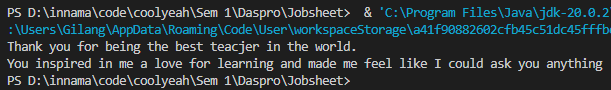 PS D:\innama\code\coolyeah\Sem 1\Daspro\Jobsheet>  & 'C:\Program Files\Java\jdk-20.0.2
:\Users\Gilang\AppData\Roaming\Code\User\workspaceStorage\a41f90882602cfb45c51dc45fffb
Thank you for being the best teacjer in the world.
You inspired in me a love for learning and made me feel like I could ask you anything
PS D:\innama\code\coolyeah\Sem 1\Daspro\Jobsheet>